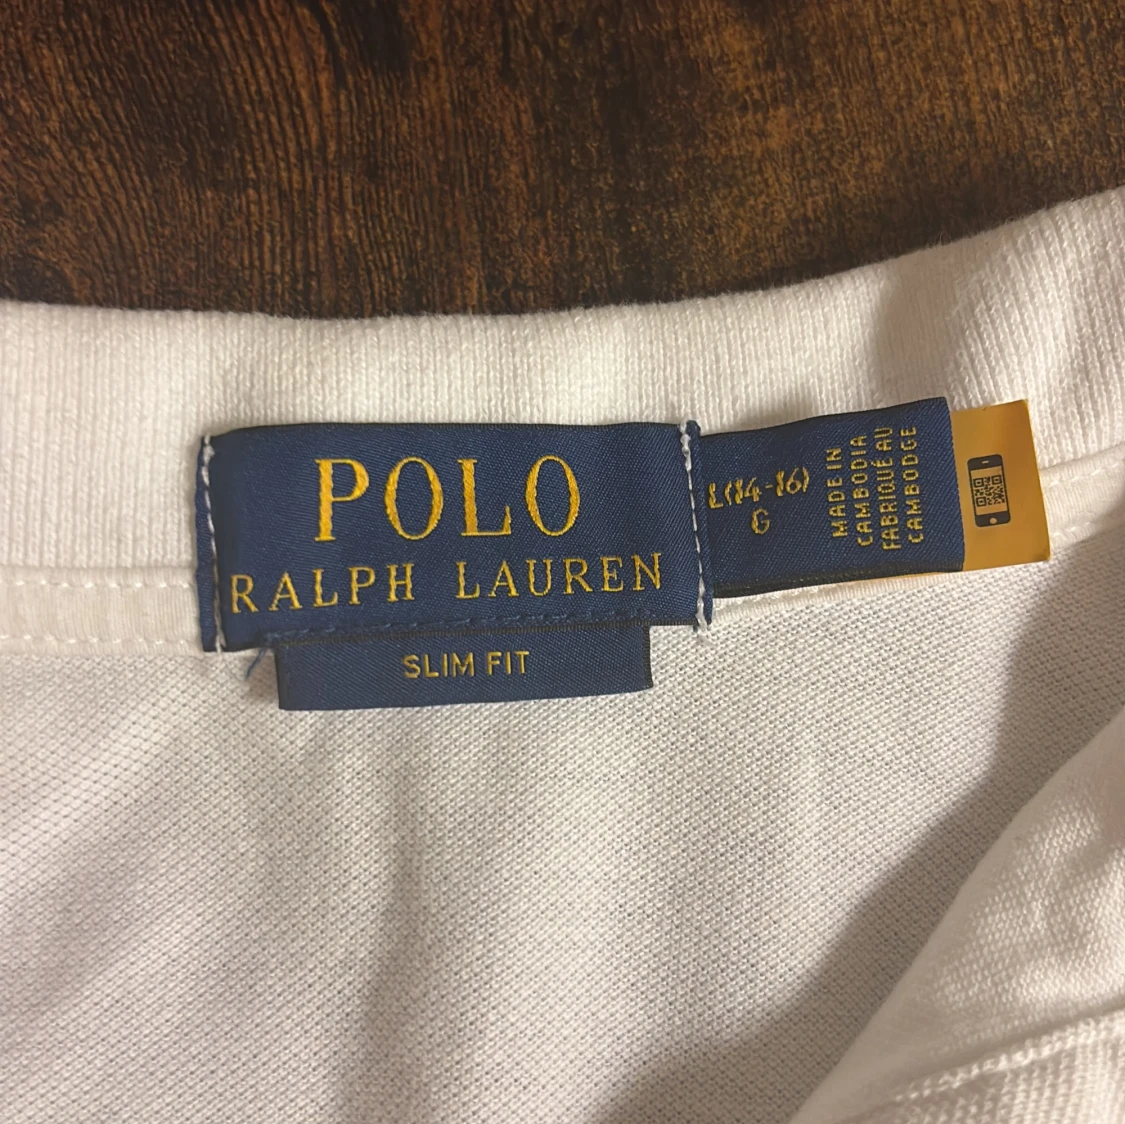 POLO
RALPH LAUREN
SLIM FIT
L(14-16)
G
MADE IN
CAMBODIA
FABRIQUÉ AU
CAMBODGE